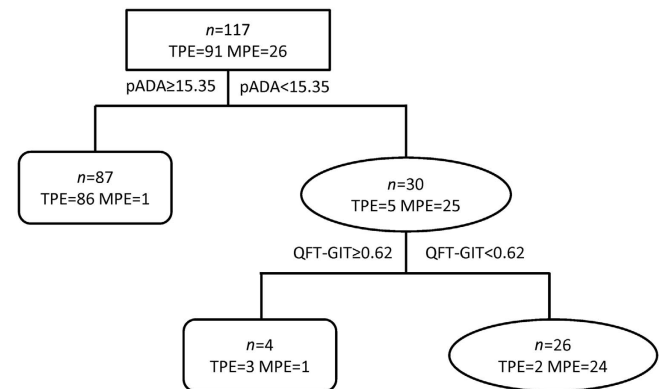 n=117
TPE=91 MPE=26
pADA≥15.35 pADA<15.35
n=87
TPE=86 MPE=1
n=30
TPE=5 MPE=25
QFT-GIT≥0.62 QFT-GIT<0.62
n=4
TPE=3 MPE=1
n=26
TPE=2 MPE=24